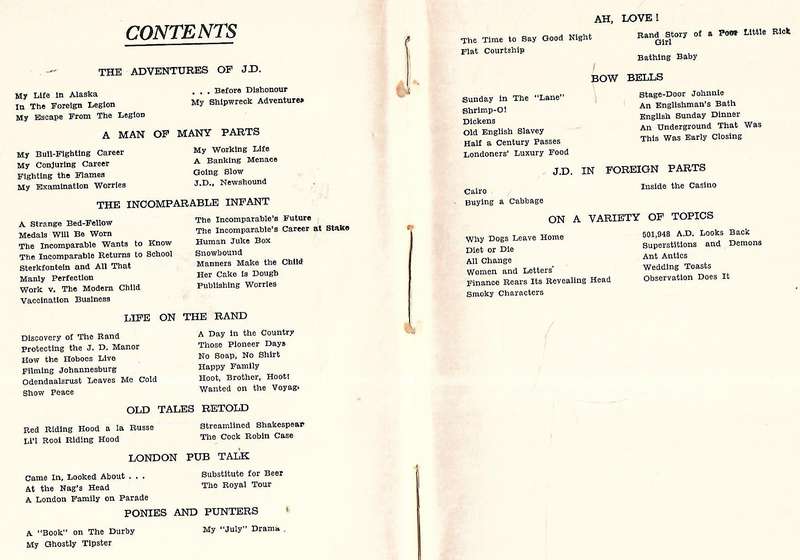 CONTENTS
THE ADVENTURES OF J.D.
My Life in Alaska
In The Foreign Legion
My Escape From The Legion
. . . Before Dishonour
My Shipwreck Adventures
A MAN OF MANY PARTS
My Bull-Fighting Career
My Conjuring Career
Fighting the Flames
My Examination Worries
My Working Life
A Banking Menace
Going Slow
J.D., Newshound
THE INCOMPARABLE INFANT
A Strange Bed-Fellow
Medals Will Be Worn
The Incomparable Wants to Know
The Incomparable Returns to School
Sterkfontein and All That
Manly Perfection
Work v. The Modern Child
Vaccination Business
The Incomparable's Future
The Incomparable's Career at Stake
Human Juke Box
Snowbound
Manners Make the Child
Her Cake is Dough
Publishing Worries
LIFE ON THE RAND
Discovery of The Rand
Protecting the J. D. Manor
How the Hoboes Live
Filming Johannesburg
Odendaalsrust Leaves Me Cold
Show Peace
A Day in the Country
Those Pioneer Days
No Soap, No Shirt
Happy Family
Hoot, Brother, Hoot!
Wanted on the Voyage
OLD TALES RETOLD
Red Riding Hood a la Russe
Li'l Rooi Riding Hood
Streamlined Shakespear
The Cock Robin Case
LONDON PUB TALK
Came In, Looked About . . .
At the Nag's Head
A London Family on Parade
Substitute for Beer
The Royal Tour
PONIES AND PUNTERS
A "Book" on The Durby
My Ghostly Tipster
My "July" Drama
AH, LOVE!
The Time to Say Good Night
Flat Courtship
Rand Story of a Poor Little Rick
Girl
Bathing Baby
BOW BELLS
Sunday in The "Lane"
Shrimp-O!
Dickens
Old English Slavey
Half a Century Passes
Londoners' Luxury Food
Stage-Door Johnnie
An Englishman's Bath
English Sunday Dinner
An Underground That Was
This Was Early Closing
J.D. IN FOREIGN PARTS
Cairo
Buying a Cabbage
Inside the Casino
ON A VARIETY OF TOPICS
Why Dogs Leave Home
Diet or Die
All Change
Women and Letters
Finance Rears Its Revealing Head
Smoky Characters
501,948 A.D. Looks Back
Superstitions and Demons
Ant Antics
Wedding Toasts
Observation Does It